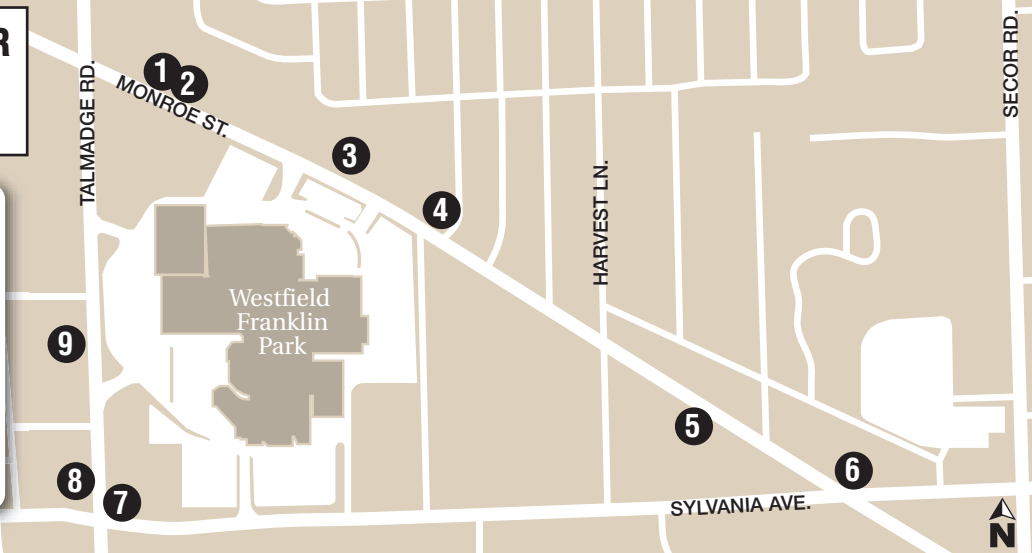 R
TALMADGE RD.
1
2
MONROE ST.
3
4
HARVEST LN.
SECOR RD.
Westfield
Franklin
Park
9
5
6
8
7
SYLVANIA AVE.
N